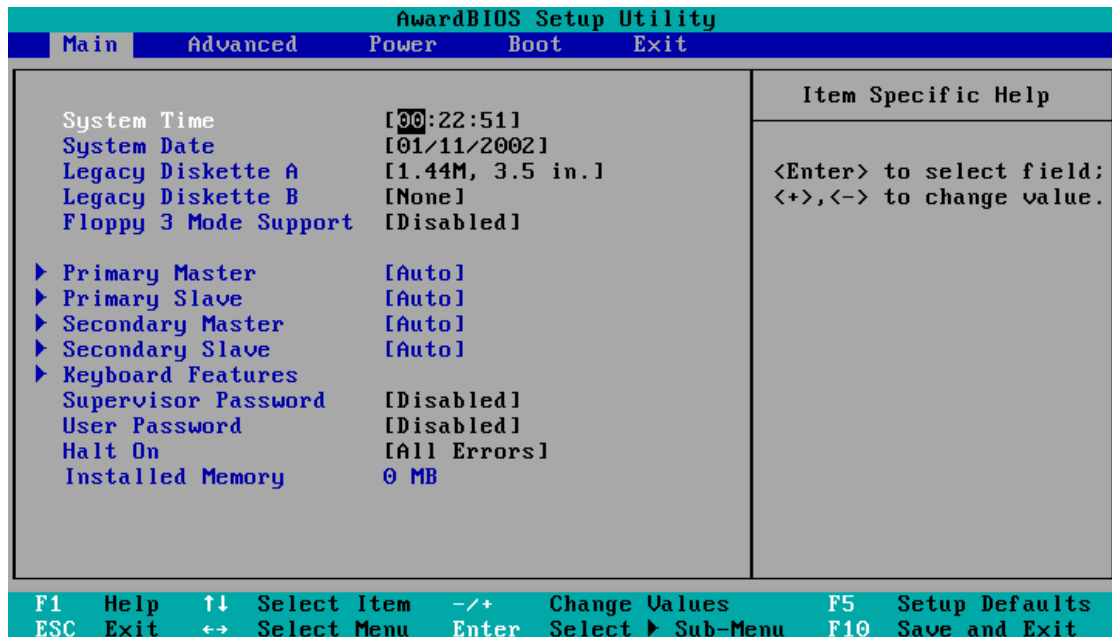 AwardBIOS Setup Utility
Main Advanced Power Boot Exit
Item Specific Help
System Time [00:22:51]
System Date [01/11/2002]
Legacy Diskette A [1.44M, 3.5 in.]
<Enter> to select field;
Legacy Diskette B [None]
<+>,<-> to change value.
Floppy 3 Mode Support [Disabled]
Primary Master [Auto]
Primary Slave [Auto]
Secondary Master [Auto]
Secondary Slave [Auto]
Keyboard Features
Supervisor Password [Disabled]
User Password [Disabled]
Halt On [All Errors]
Installed Memory 0 MB
F1 Help ↑↓ Select Item -/+ Change Values F5 Setup Defaults
ESC Exit ←→ Select Menu Enter Select ▶ Sub-Menu F10 Save and Exit